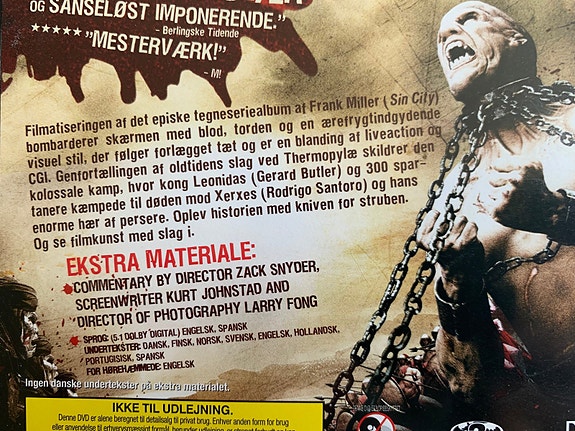 OG SANSELØST IMPONERENDE."
- Berlingske Tidende
★★★★★ "MESTERVÆRK!"
- M!
Filmatiseringen af det episke tegneseriealbum af Frank Miller (Sin City)
bombarderer skærmen med blod, torden og en ærefrygtindgydende
visuel stil, der følger forlægget tæt og er en blanding af liveaction og
CGI. Genfortællingen af oldtidens slag ved Thermopylæ skildrer den
kolossale kamp, hvor kong Leonidas (Gerard Butler) og 300 spar-
tanere kæmpede til døden mod Xerxes (Rodrigo Santoro) og hans
enorme hær af persere. Oplev historien med kniven for struben.
Og se filmkunst med slag i.
EKSTRA MATERIALE:
COMMENTARY BY DIRECTOR ZACK SNYDER,
SCREENWRITER KURT JOHNSTAD AND
DIRECTOR OF PHOTOGRAPHY LARRY FONG
SPROG: (5.1 DOLBY DIGITAL) ENGELSK, SPANSK
UNDERTEKSTER: DANSK, FINSK, NORSK, SVENSK, ENGELSK, HOLLANDSK,
PORTUGISISK, SPANSK
FOR HØREHÆMMEDE: ENGELSK
Ingen danske undertekster på ekstra materialet.
IKKE TIL UDLEJNING.
Denne DVD er alene beregnet til detailsalg til privat brug. Enhver anden form for brug